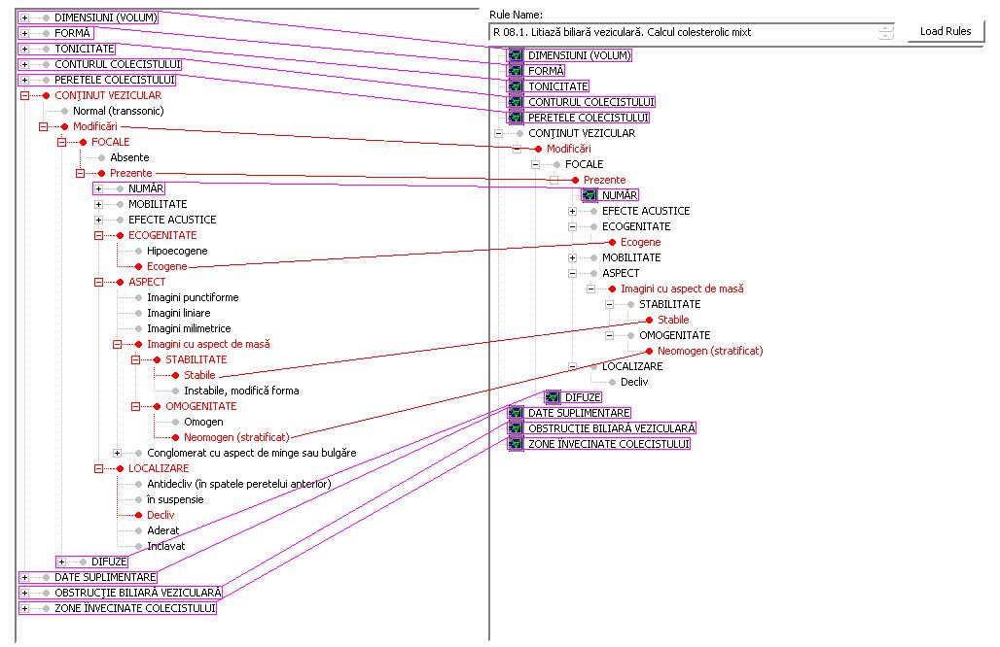 DIMENSIUNI (VOLUM)
FORMĂ
TONICITATE
CONTURUL COLECISTULUI
PERETELE COLECISTULUI
CONŢINUT VEZICULAR
Normal (transsonic)
Modificări
FOCALE
Absente
Prezente
NUMĂR
MOBILITATE
EFECTE ACUSTICE
ECOGENITATE
Hipoecogene
Ecogene
ASPECT
Imagini punctiforme
Imagini liniare
Imagini milimetrice
Imagini cu aspect de masă
STABILITATE
Stabile
Instabile, modifică forma
OMOGENITATE
Omogen
Neomogen (stratificat)
Conglomerat cu aspect de minge sau bulgăre
LOCALIZARE
Antidecliv (în spatele peretelui anterior)
în suspensie
Decliv
Aderat
Inclavat
DIFUZE
DATE SUPLIMENTARE
OBSTRUCŢIE BILIARĂ VEZICULARĂ
ZONE ÎNVECINATE COLECISTULUI
Rule Name:
R 08.1. Litiază biliară veziculară. Calcul colesterolic mixt
Load Rules
DIMENSIUNI (VOLUM)
FORMĂ
TONICITATE
CONTURUL COLECISTULUI
PERETELE COLECISTULUI
CONŢINUT VEZICULAR
Modificări
FOCALE
Prezente
NUMĂR
EFECTE ACUSTICE
ECOGENITATE
Ecogene
MOBILITATE
ASPECT
Imagini cu aspect de masă
STABILITATE
Stabile
OMOGENITATE
Neomogen (stratificat)
LOCALIZARE
Decliv
DIFUZE
DATE SUPLIMENTARE
OBSTRUCŢIE BILIARĂ VEZICULARĂ
ZONE ÎNVECINATE COLECISTULUI